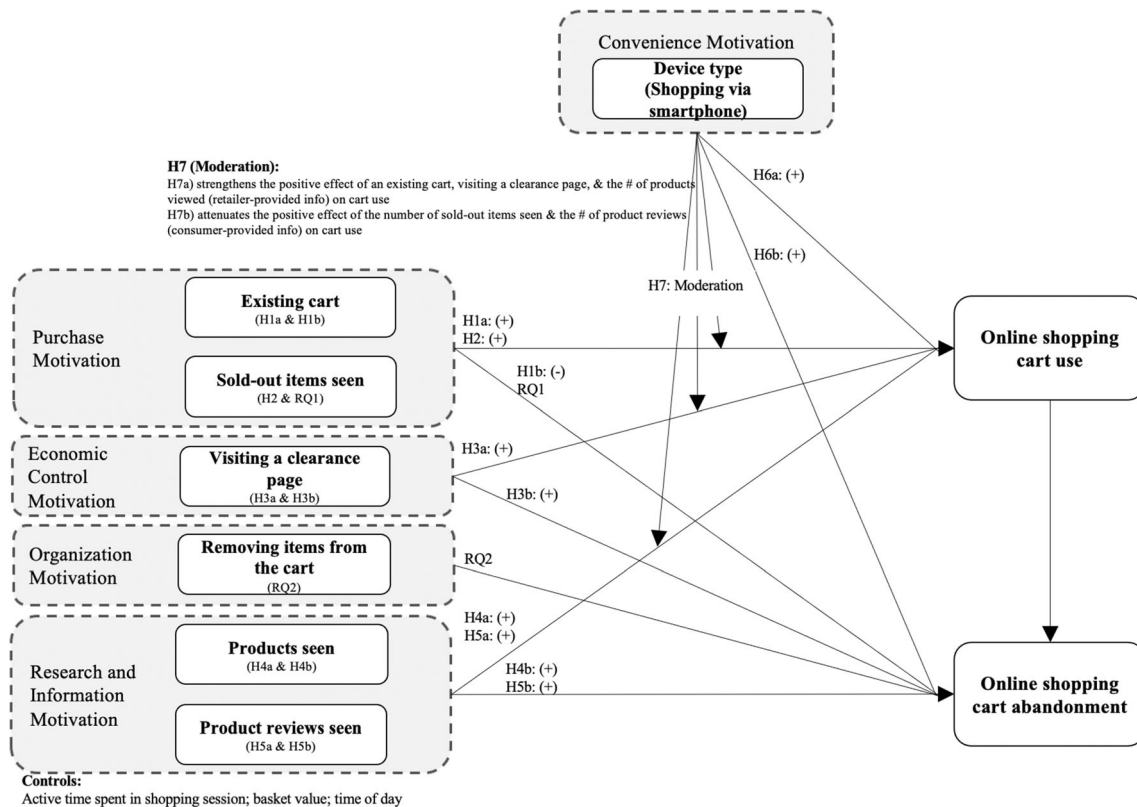 Convenience Motivation
Device type
(Shopping via
smartphone)
H7 (Moderation):
H7a) strengthens the positive effect of an existing cart, visiting a clearance page, & the # of products
viewed (retailer-provided info) on cart use
H7b) attenuates the positive effect of the number of sold-out items seen & the # of product reviews
(consumer-provided info) on cart use
H6a: (+)
H6b: (+)
H7: Moderation
Purchase
Motivation
Existing cart
(H1a & H1b)
Sold-out items seen
(H2 & RQ1)
H1a: (+)
H2: (+)
H1b: (-)
RQ1
Online shopping
cart use
Economic
Control
Motivation
Visiting a clearance
page
(H3a & H3b)
H3a: (+)
H3b: (+)
Organization
Motivation
Removing items from
the cart
(RQ2)
RQ2
Research and
Information
Motivation
Products seen
(H4a & H4b)
Product reviews seen
(H5a & H5b)
H4a: (+)
H5a: (+)
H4b: (+)
H5b: (+)
Online shopping
cart abandonment
Controls:
Active time spent in shopping session; basket value; time of day